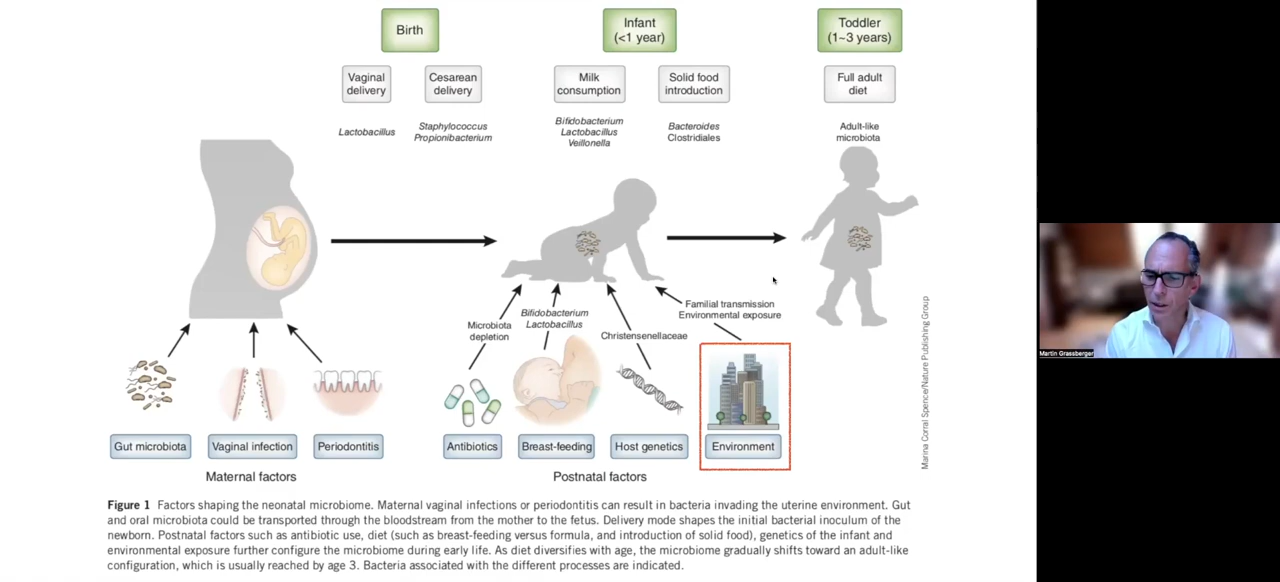 Birth
Infant
(<1 year)
Toddler
(1~3 years)
Vaginal
delivery
Cesarean
delivery
Milk
consumption
Solid food
introduction
Full adult
diet
Lactobacillus
Staphylococcus
Propionibacterium
Bifidobacterium
Lactobacillus
Veillonella
Bacteroides
Clostridiales
Adult-like
microbiota
Microbiota
depletion
Bifidobacterium
Lactobacillus
Christensenellaceae
Familial transmission
Environmental exposure
Gut microbiota
Vaginal infection
Periodontitis
Antibiotics
Breast-feeding
Host genetics
Environment
Maternal factors
Postnatal factors
Marina Corral Spence/Nature Publishing Group
Figure 1 Factors shaping the neonatal microbiome. Maternal vaginal infections or periodontitis can result in bacteria invading the uterine environment. Gut
and oral microbiota could be transported through the bloodstream from the mother to the fetus. Delivery mode shapes the initial bacterial inoculum of the
newborn. Postnatal factors such as antibiotic use, diet (such as breast-feeding versus formula, and introduction of solid food), genetics of the infant and
environmental exposure further configure the microbiome during early life. As diet diversifies with age, the microbiome gradually shifts toward an adult-like
configuration, which is usually reached by age 3. Bacteria associated with the different processes are indicated.
Martin Grassberger